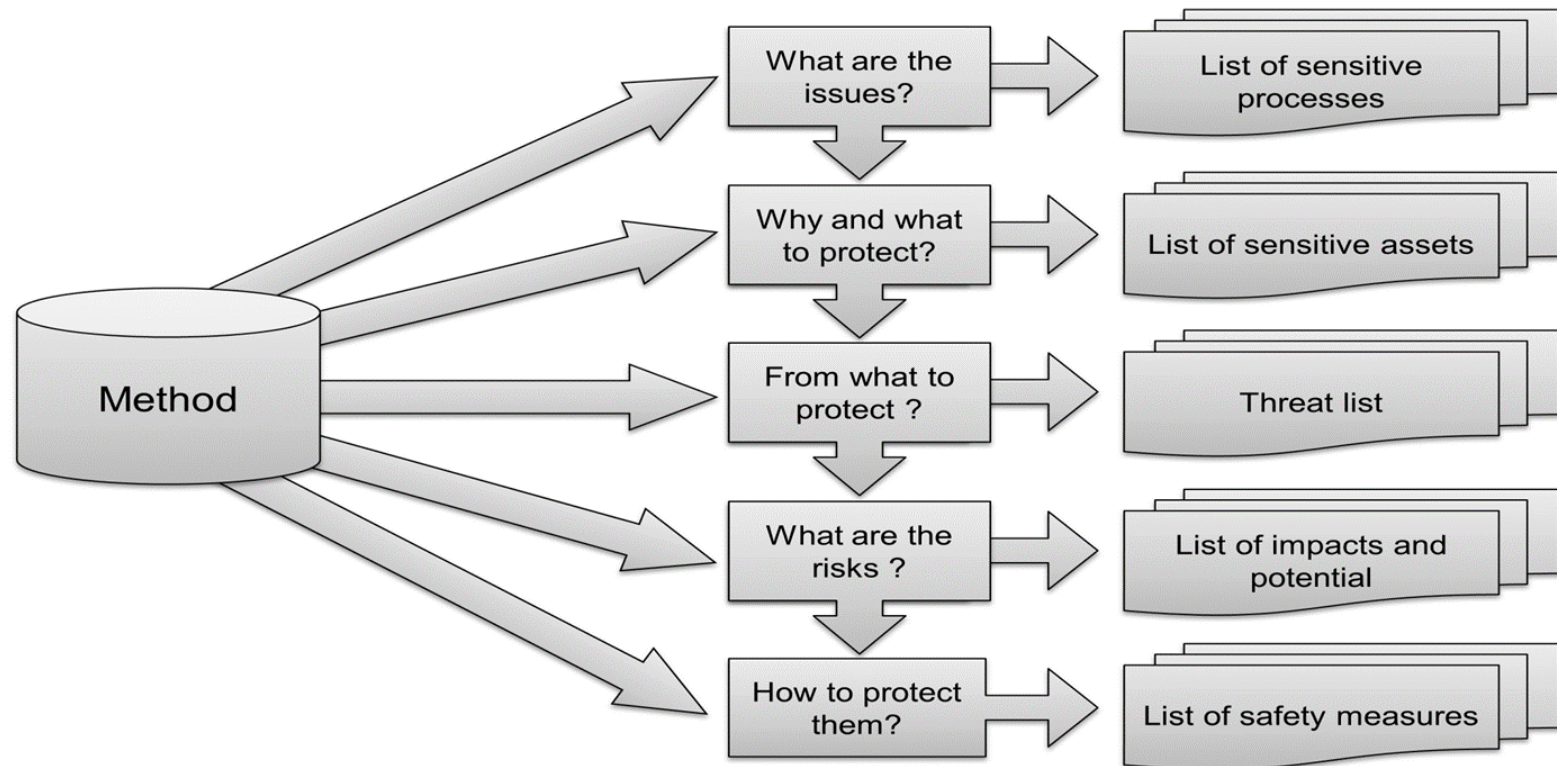 What are the
issues?
List of sensitive
processes
Why and what
to protect?
List of sensitive assets
Method
From what to
protect ?
Threat list
What are the
risks ?
List of impacts and
potential
How to protect
them?
List of safety measures